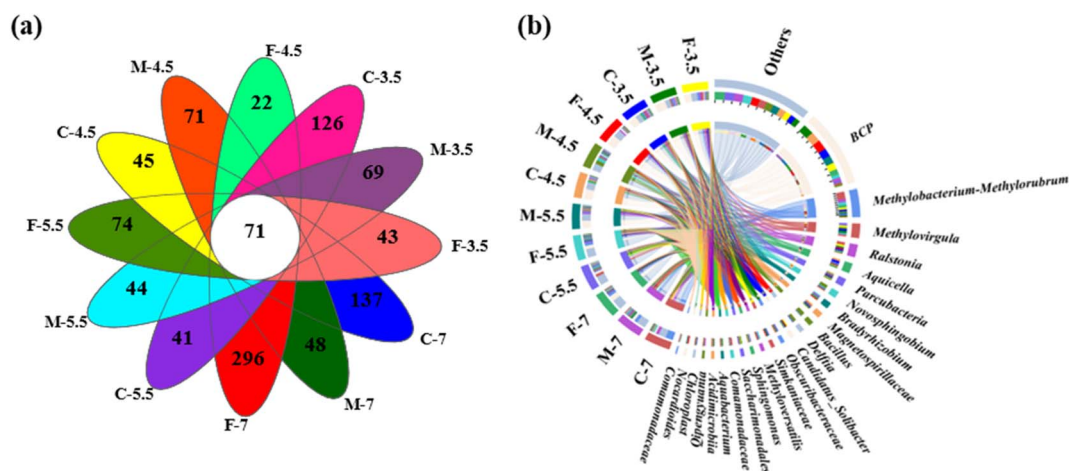 (a)
F-4.5
C-3.5
M-3.5
F-3.5
C-7
M-7
F-7
C-5.5
M-5.5
F-5.5
C-4.5
M-4.5
22
126
69
43
137
48
296
41
44
74
45
71
71
(b)
Others
BCP
Methylobacterium-Methylorubrum
Methylovirgula
Ralstonia
Aquicella
Parcubacteria
Novosphingobium
Bradyrhizobium
Magnetospirillaceae
Bacillus
Delftia
Candidatus_Solibacter
Obscuribacteraceae
Simkaniaceae
Methyloversatilis
Sphingomonas
Saccharimonadales
Comamonadaceae
Aquabacterium
Acidimicrobiia
Chloroplast
Nocardioides
Comamonadaceae
C-7
M-7
F-7
C-5.5
F-5.5
M-5.5
C-4.5
M-4.5
F-4.5
C-3.5
M-3.5
F-3.5